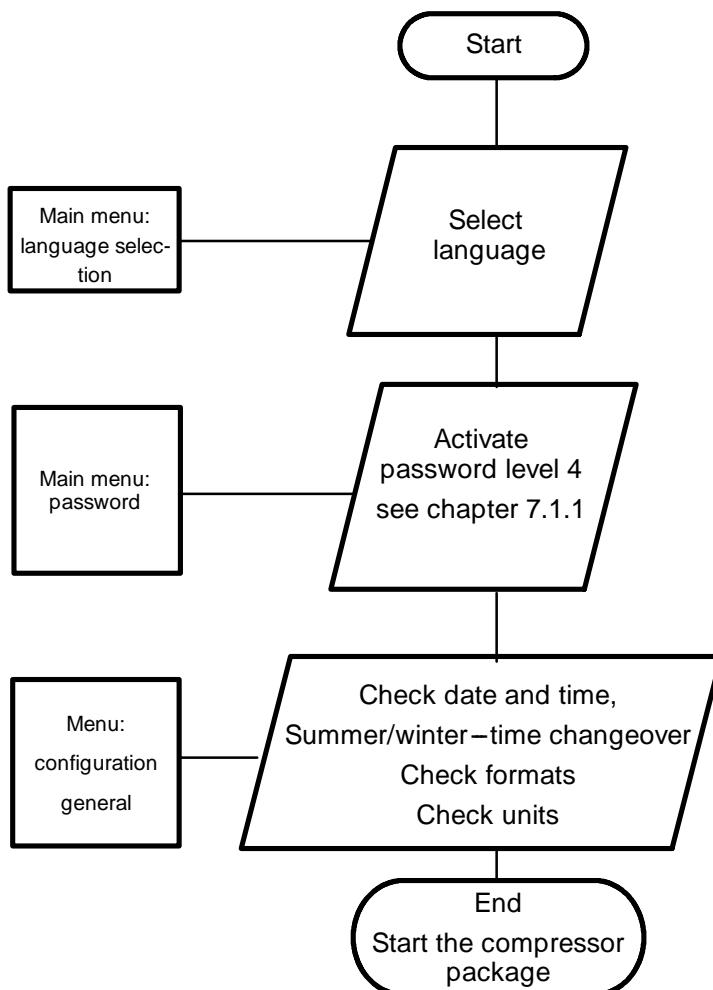 Start
Main menu:
language selec-
tion
Select
language
Main menu:
password
Activate
password level 4
see chapter 7.1.1
Menu:
configuration
general
Check date and time,
Summer/winter–time changeover
Check formats
Check units
End
Start the compressor
package